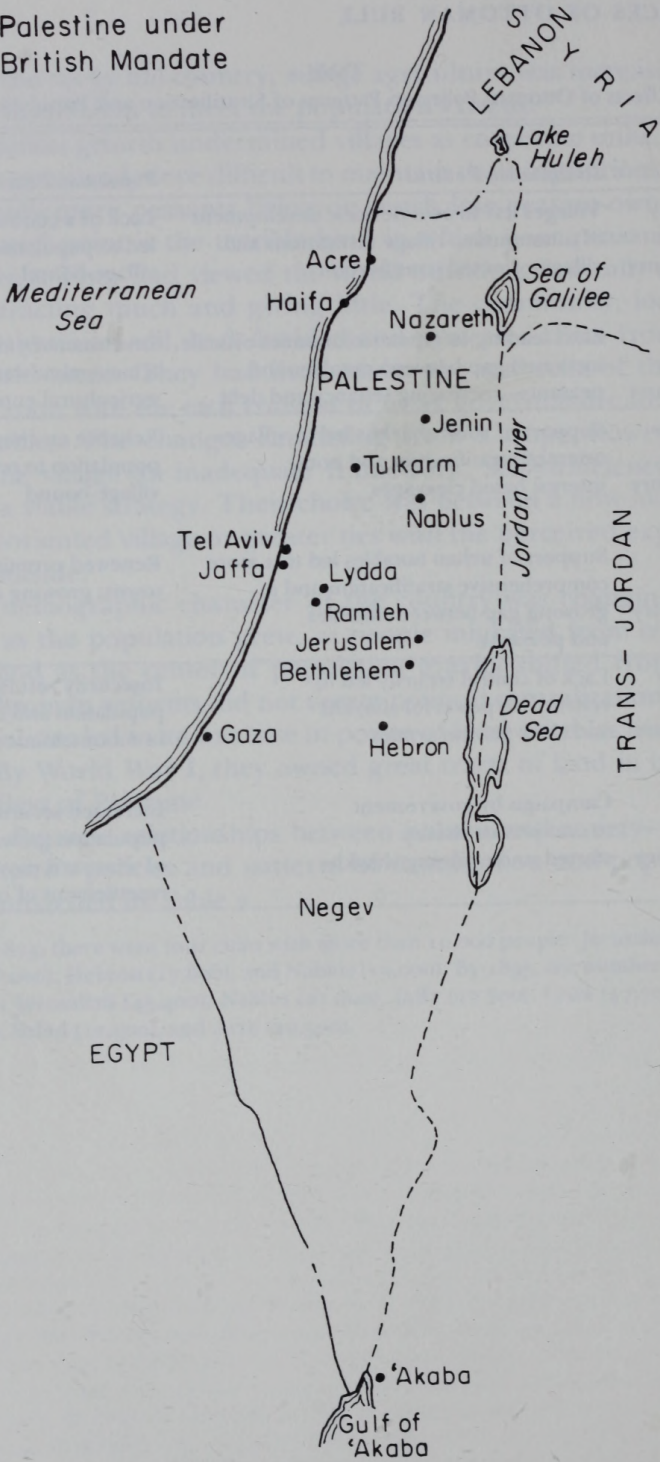 Palestine under
British Mandate
LEBANON
SYRIA
Lake
Huleh
Acre
Mediterranean
Sea
Haifa
Sea of
Galilee
Nazareth
PALESTINE
Jenin
Tulkarm
Nablus
Jordan River
Tel Aviv
Jaffa
Lydda
Ramleh
Jerusalem
Bethlehem
TRANS-JORDAN
Gaza
Hebron
Dead
Sea
Negev
EGYPT
'Akaba
Gulf of
'Akaba